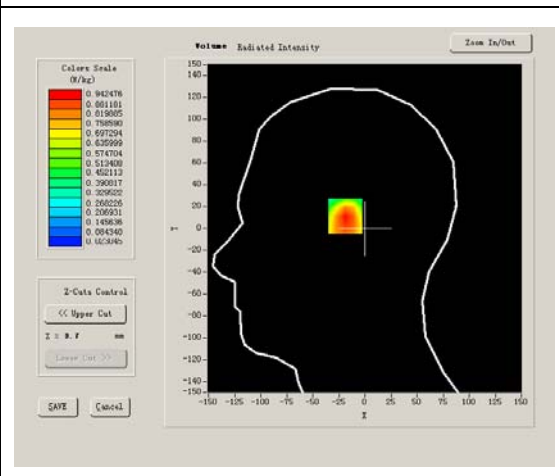 Volume Radiated Intensity
Zoom In/Out
Colors Scale
(W/kg)
0.942476
0.881181
0.819885
0.758590
0.697294
0.635999
0.574704
0.513408
0.452113
0.390817
0.329522
0.268226
0.206931
0.145636
0.084340
Z-Cuts Control
<< Upper Cut
mm
Lower Cut >>
SAVE
Cancel
150
140
120
100
80
60
40
20
0
-20
-40
-60
-80
-100
-120
-140
-150
Y
-150 -125 -100 -75 -50 -25 0 25 50 75 100 125 150
X